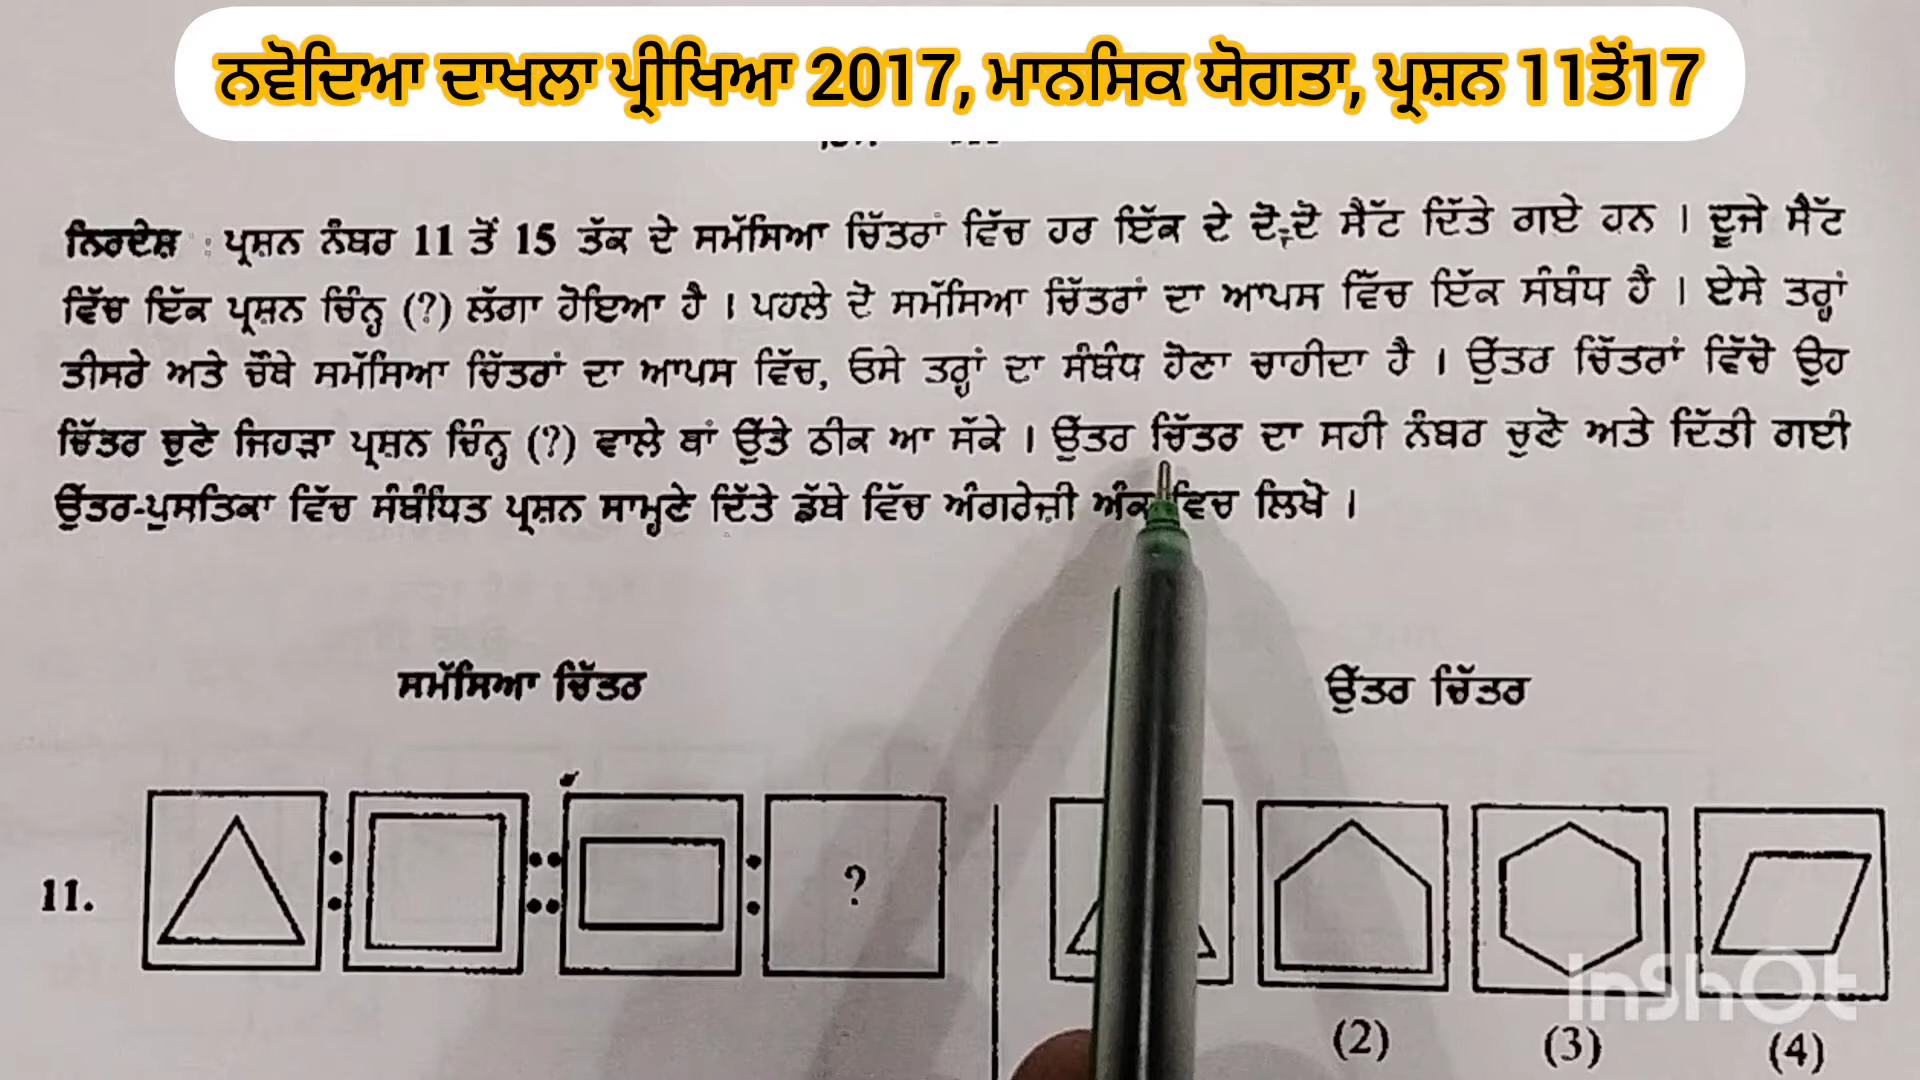 ਨਵੋਦਿਆ ਦਾਖਲਾ ਪ੍ਰੀਖਿਆ 2017, ਮਾਨਸਿਕ ਯੋਗਤਾ, ਪ੍ਰਸ਼ਨ 11ਤੋਂ17
ਨਿਰਦੇਸ਼ : ਪ੍ਰਸ਼ਨ ਨੰਬਰ 11 ਤੋਂ 15 ਤੱਕ ਦੇ ਸਮੱਸਿਆ ਚਿੱਤਰਾਂ ਵਿੱਚ ਹਰ ਇੱਕ ਦੇ ਦੋ-ਦੋ ਸੈੱਟ ਦਿੱਤੇ ਗਏ ਹਨ । ਦੂਜੇ ਸੈੱਟ
ਵਿੱਚ ਇੱਕ ਪ੍ਰਸ਼ਨ ਚਿੰਨ੍ਹ (?) ਲੱਗਾ ਹੋਇਆ ਹੈ । ਪਹਲੇ ਦੋ ਸਮੱਸਿਆ ਚਿੱਤਰਾਂ ਦਾ ਆਪਸ ਵਿੱਚ ਇੱਕ ਸੰਬੰਧ ਹੈ । ਏਸੇ ਤਰ੍ਹਾਂ
ਤੀਸਰੇ ਅਤੇ ਚੌਥੇ ਸਮੱਸਿਆ ਚਿੱਤਰਾਂ ਦਾ ਆਪਸ ਵਿੱਚ, ਓਸੇ ਤਰ੍ਹਾਂ ਦਾ ਸੰਬੰਧ ਹੋਣਾ ਚਾਹੀਦਾ ਹੈ । ਉੱਤਰ ਚਿੱਤਰਾਂ ਵਿੱਚੋ ਉਹ
ਚਿੱਤਰ ਚੁਣੋ ਜਿਹੜਾ ਪ੍ਰਸ਼ਨ ਚਿੰਨ੍ਹ (?) ਵਾਲੇ ਥਾਂ ਉੱਤੇ ਠੀਕ ਆ ਸੱਕੇ । ਉੱਤਰ ਚਿੱਤਰ ਦਾ ਸਹੀ ਨੰਬਰ ਚੁਣੋ ਅਤੇ ਦਿੱਤੀ ਗਈ
ਉੱਤਰ-ਪੁਸਤਿਕਾ ਵਿੱਚ ਸੰਬੰਧਿਤ ਪ੍ਰਸ਼ਨ ਸਾਮ੍ਹਣੇ ਦਿੱਤੇ ਡੱਬੇ ਵਿੱਚ ਅੰਗਰੇਜ਼ੀ ਅੰਕ ਵਿਚ ਲਿਖੋ ।
ਸਮੱਸਿਆ ਚਿੱਤਰ
ਉੱਤਰ ਚਿੱਤਰ
11.
?
(2)
(3)
(4)
InShOt